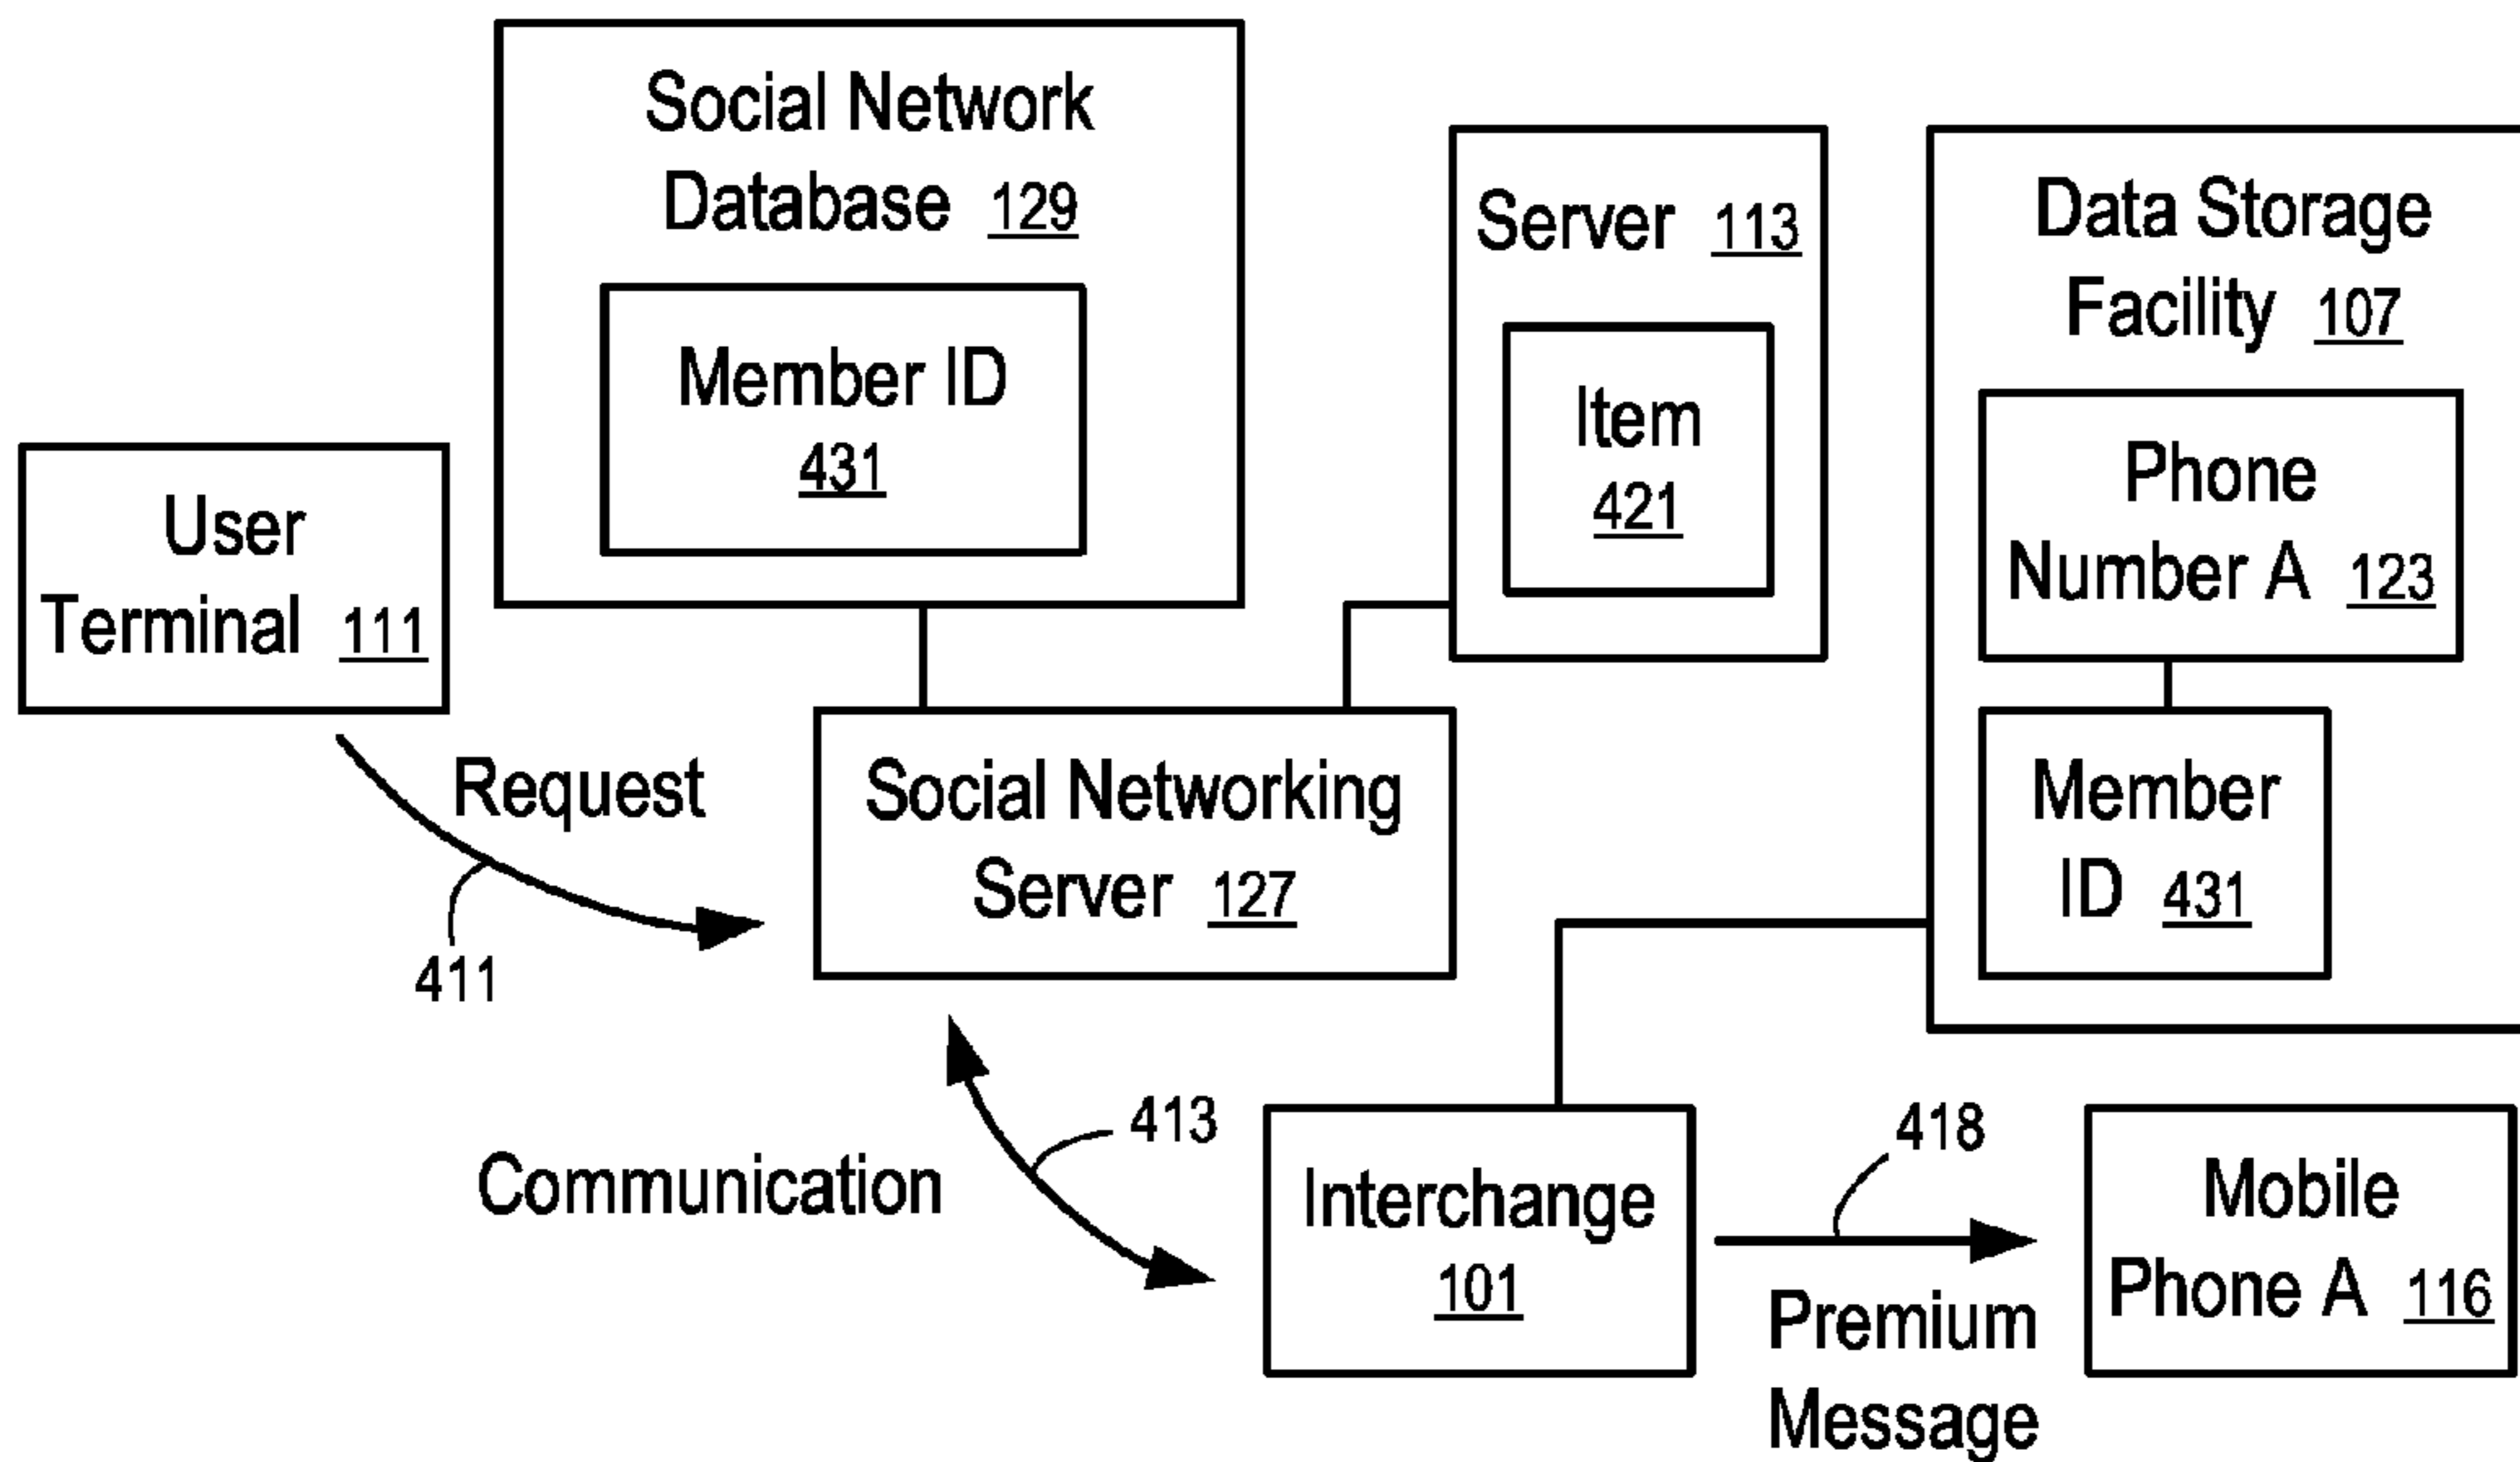 Social Network
Database 129
Member ID
431
Server 113
Item
421
Data Storage
Facility 107
Phone
Number A 123
Member
ID 431
User
Terminal 111
Request
411
Social Networking
Server 127
Communication
413
Interchange
101
418
Premium
Message
Mobile
Phone A 116